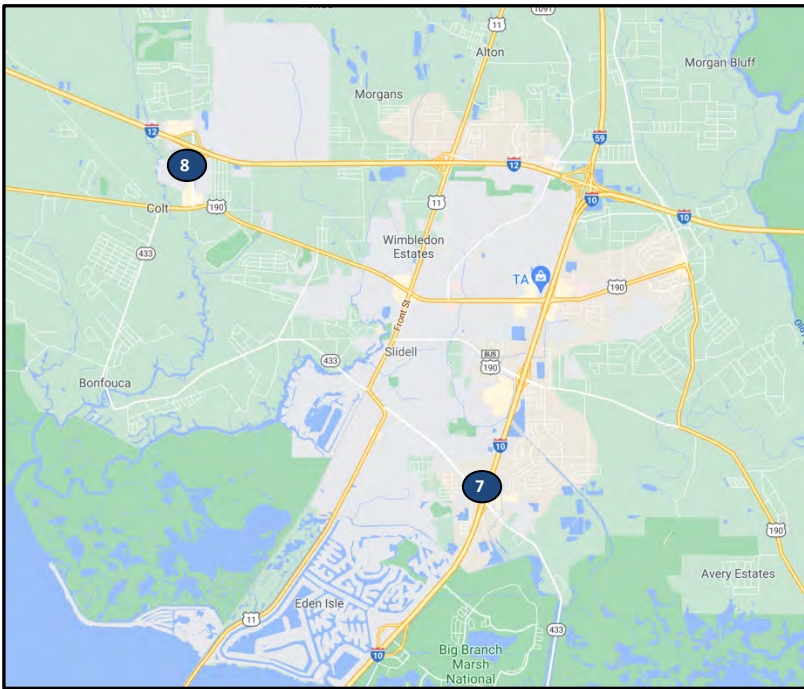 1091
11
Alton
Morgan Bluff
Morgans
12
59
8
12
10
11
190
Colt
10
433
Wimbledon
Estates
TA
190
Front St
Slidell
BUS
190
433
Bonfouca
10
7
190
Avery Estates
Eden Isle
11
433
10
Big Branch
Marsh
National